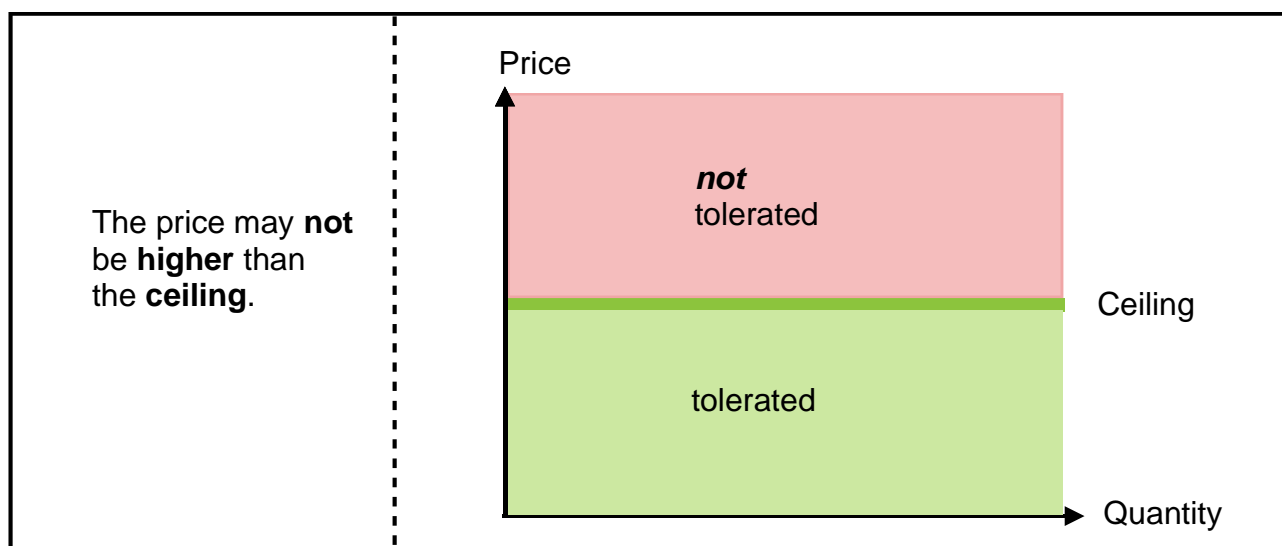 The price may not
be higher than
the ceiling.
Price
not
tolerated
Ceiling
tolerated
Quantity